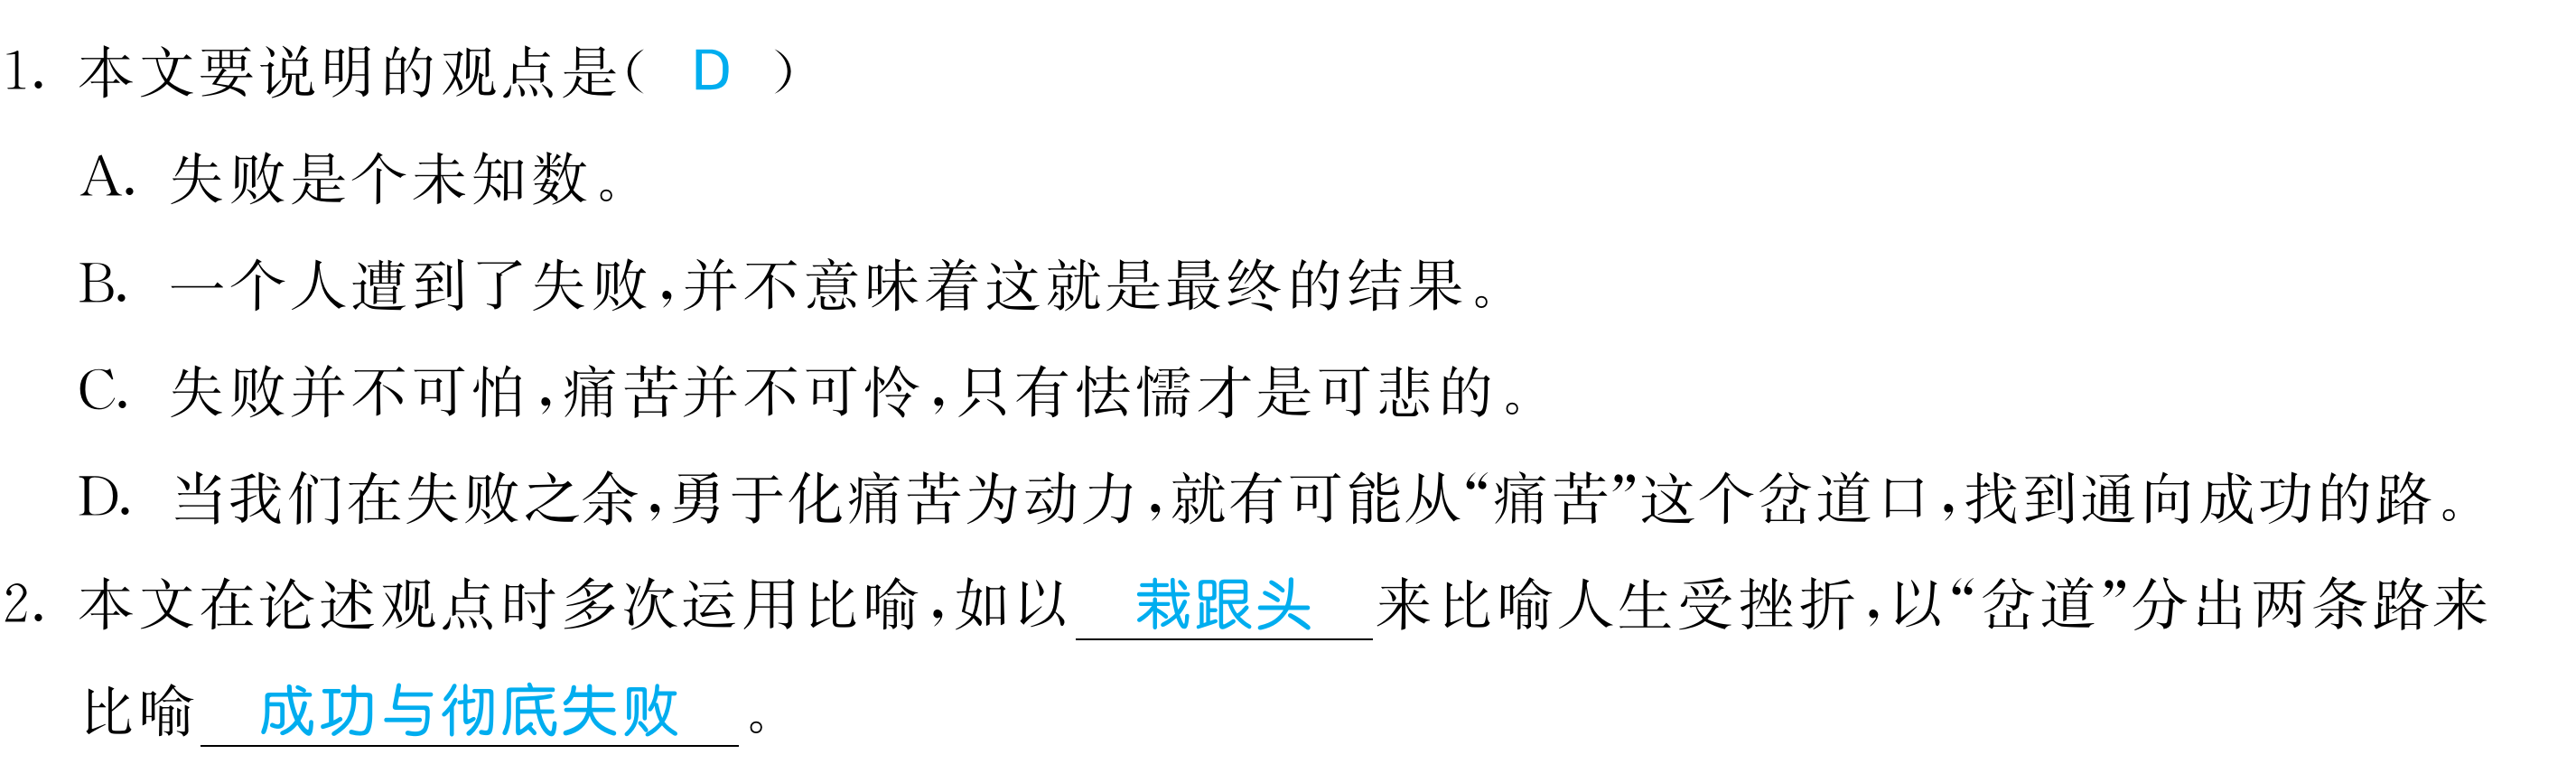 1. 本文要说明的观点是( D )
A. 失败是个未知数。
B. 一个人遭到了失败,并不意味着这就是最终的结果。
C. 失败并不可怕,痛苦并不可怜,只有怯懦才是可悲的。
D. 当我们在失败之余,勇于化痛苦为动力,就有可能从“痛苦”这个岔道口,找到通向成功的路。
2. 本文在论述观点时多次运用比喻,如以 栽跟头 来比喻人生受挫折,以“岔道”分出两条路来
比喻 成功与彻底失败 。